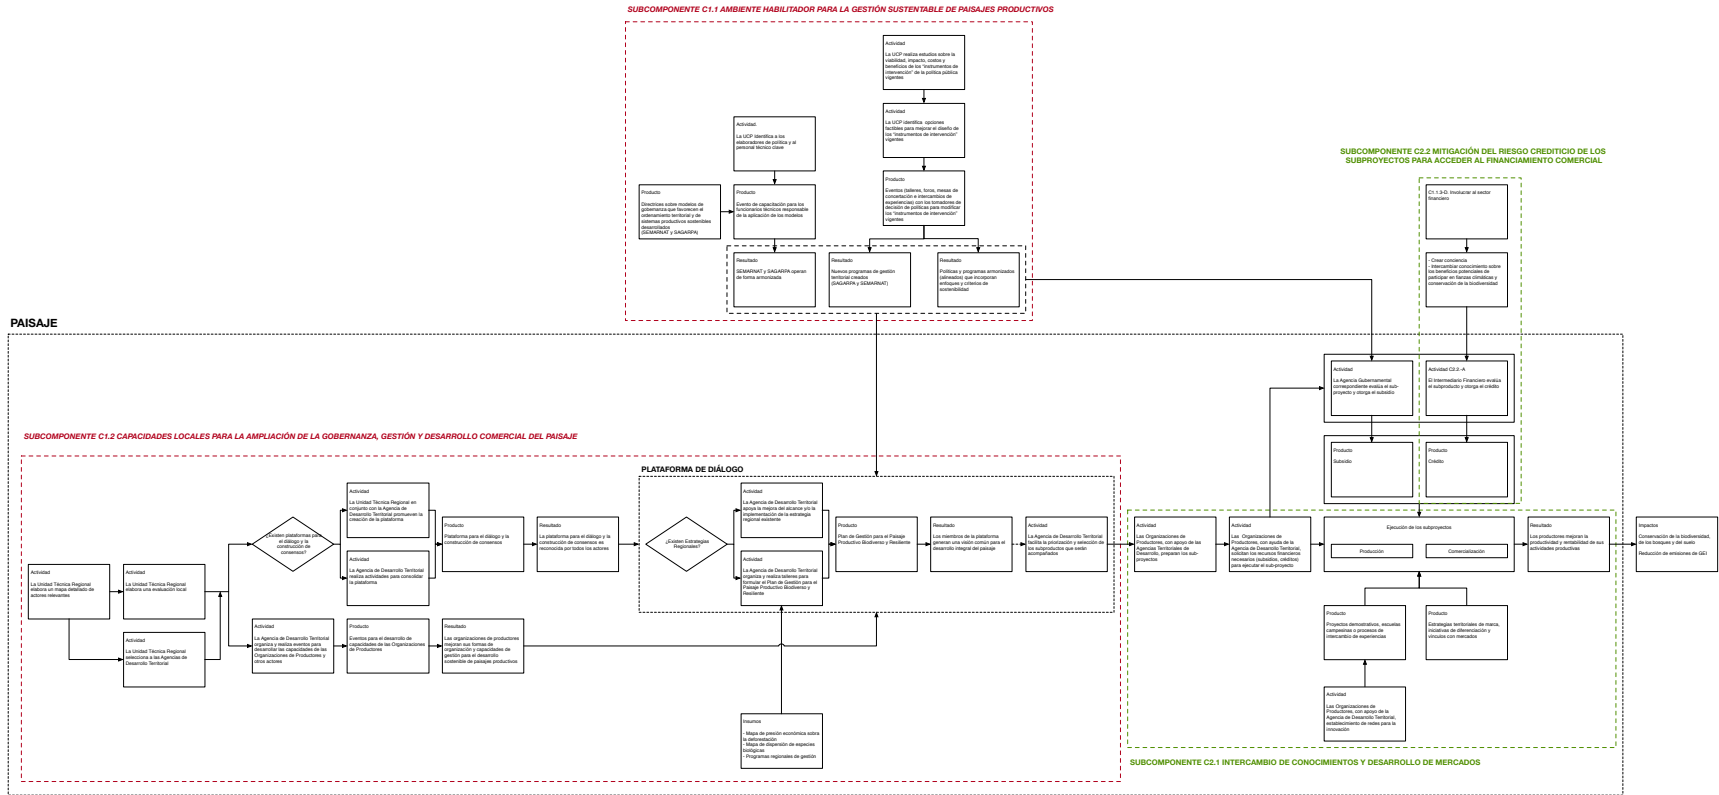 SUBCOMPONENTE C1.1 AMBIENTE HABILITADOR PARA LA GESTIÓN SUSTENTABLE DE PAISAJES PRODUCTIVOS
Actividad
La UCP realiza estudios sobre la
viabilidad, impacto, costos y
beneficios de los "instrumentos de
intervención" de la política pública
vigentes
Actividad
La UCP identifica opciones
factibles para mejorar el diseño de
los "instrumentos de intervención"
vigentes
Actividad
La UCP identifica a los
elaboradores de política y al
personal técnico clave
Producto
Directrices sobre modelos de
gobernanza que favorecen el
ordenamiento territorial y de
sistemas productivos sostenibles
desarrollados
(SEMARNAT y SAGARPA)
Producto
Evento de capacitación para los
funcionarios técnicos responsable
de la aplicación de los modelos
Producto
Eventos (talleres, foros, mesas de
concertación e intercambios de
experiencias) con los tomadores de
decisión de políticas para modificar
los "instrumentos de intervención"
vigentes
Resultado
SEMARNAT y SAGARPA operan
de forma armonizada
Resultado
Nuevos programas de gestión
territorial creados
(SAGARPA y SEMARNAT)
Resultado
Políticas y programas armonizados
(alineados) que incorporan
enfoques y criterios de
sostenibilidad
SUBCOMPONENTE C2.2 MITIGACIÓN DEL RIESGO CREDITICIO DE LOS
SUBPROYECTOS PARA ACCEDER AL FINANCIAMIENTO COMERCIAL
C1.1.3-D. Involucrar al sector
financiero
- Crear conciencia
- Intercambiar conocimiento sobre
los beneficios potenciales de
participar en fianzas climáticas y
conservación de la biodiversidad
PAISAJE
Actividad
La Agencia Gubernamental
correspondiente evalúa el sub-
proyecto y otorga el subsidio
Actividad C2.2.-A
El Intermediario Financiero evalúa
el subproducto y otorga el crédito
Producto
Subsidio
Producto
Crédito
SUBCOMPONENTE C1.2 CAPACIDADES LOCALES PARA LA AMPLIACIÓN DE LA GOBERNANZA, GESTIÓN Y DESARROLLO COMERCIAL DEL PAISAJE
Actividad
La Unidad Técnica Regional
elabora un mapa detallado de
actores relevantes
Actividad
La Unidad Técnica Regional
elabora una evaluación local
Actividad
La Unidad Técnica Regional
selecciona a las Agencias de
Desarrollo Territorial
¿Existen plataformas para
el diálogo y la
construcción de
consensos?
Actividad
La Unidad Técnica Regional en
conjunto con la Agencia de
Desarrollo Territorial promueven la
creación de la plataforma
Actividad
La Agencia de Desarrollo Territorial
realiza actividades para consolidar
la plataforma
Producto
Plataforma para el diálogo y la
construcción de consensos
Resultado
La plataforma para el diálogo y la
construcción de consensos es
reconocida por todos los actores
Actividad
La Agencia de Desarrollo Territorial
organiza y realiza eventos para
desarrollar las capacidades de las
Organizaciones de Productores y
otros actores
Producto
Eventos para el desarrollo de
capacidades de las Organizaciones
de Productores
Resultado
Las organizaciones de productores
mejoran sus formas de
organización y capacidades de
gestión para el desarrollo
sostenible de paisajes productivos
PLATAFORMA DE DIÁLOGO
¿Existen Estrategias
Regionales?
Actividad
La Agencia de Desarrollo Territorial
apoya la mejora del alcance y/o la
implementación de la estrategia
regional existente
Actividad
La Agencia de Desarrollo Territorial
organiza y realiza talleres para
formular el Plan de Gestión para el
Paisaje Productivo Biodiverso y
Resiliente
Producto
Plan de Gestión para el Paisaje
Productivo Biodiverso y Resiliente
Resultado
Los miembros de la plataforma
generan una visión común para el
desarrollo integral del paisaje
Actividad
La Agencia de Desarrollo Territorial
facilita la priorización y selección de
los subproductos que serán
acompañados
Insumos
- Mapa de presión económica sobre
la deforestación
- Mapa de dispersión de especies
biológicas
- Programas regionales de gestión
Actividad
Las Organizaciones de
Productores, con apoyo de las
Agencias Territoriales de
Desarrollo, preparan los sub-
proyectos
Actividad
Las Organizaciones de
Productores, con ayuda de la
Agencia de Desarrollo Territorial,
solicitan los recursos financieros
necesarios (subsidios, créditos)
para ejecutar el sub-proyecto
Ejecución de los subproyectos
Producción
Comercialización
Resultado
Los productores mejoran la
productividad y rentabilidad de sus
actividades productivas
Impactos
Conservación de la biodiversidad,
de los bosques y del suelo
Reducción de emisiones de GEI
Producto
Proyectos demostrativos, escuelas
campesinas o procesos de
intercambio de experiencias
Producto
Estrategias territoriales de marca,
iniciativas de diferenciación y
vínculos con mercados
Actividad
Las Organizaciones de
Productores, con apoyo de la
Agencia de Desarrollo Territorial,
establecimiento de redes para la
innovación
SUBCOMPONENTE C2.1 INTERCAMBIO DE CONOCIMIENTOS Y DESARROLLO DE MERCADOS